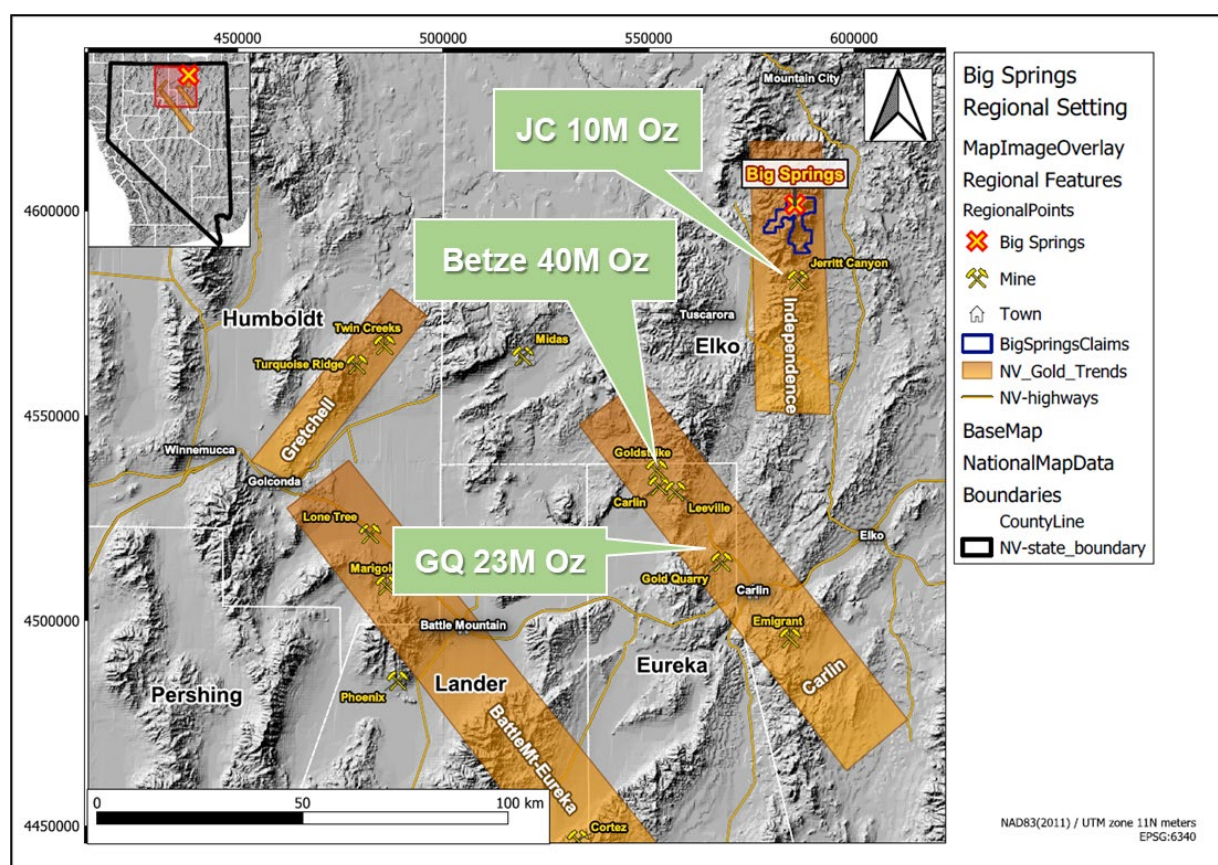 450000
500000
550000
600000
4600000
4550000
4500000
4450000
Mountain City
JC 10M Oz
Big Springs
Jerritt Canyon
Independence
Betze 40M Oz
Tuscarora
Humboldt
Twin Creeks
Turquoise Ridge
Midas
Elko
Getchell
Winnemucca
Golconda
Goldstrike
Carlin
Leeville
Lone Tree
Elko
GQ 23M Oz
Marigold
Gold Quarry
Carlin
Battle Mountain
Emigrant
Eureka
Carlin
Pershing
Phoenix
Lander
BattleMt-Eureka
Cortez
0
50
100 km
Big Springs
Regional Setting
MapImageOverlay
Regional Features
RegionalPoints
Big Springs
Mine
Town
BigSpringsClaims
NV_Gold_Trends
NV-highways
BaseMap
NationalMapData
Boundaries
CountyLine
NV-state_boundary
NAD83(2011) / UTM zone 11N meters
EPSG:6340